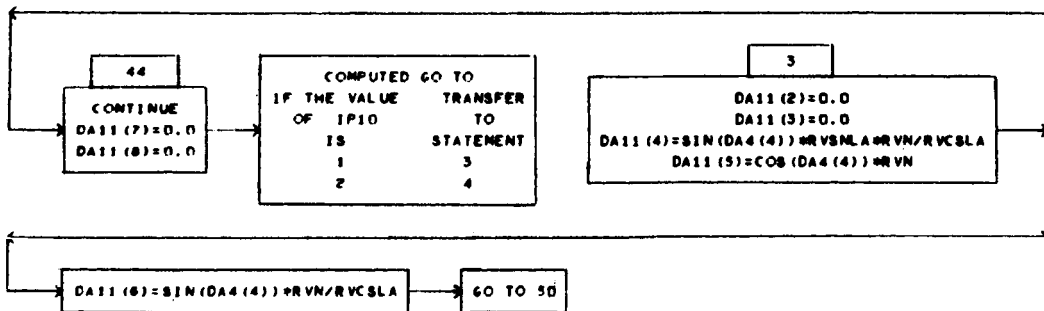 44
CONTINUE
DA11(7)=0.0
DA11(8)=0.0
COMPUTED GO TO
IF THE VALUE TRANSFER
OF IP10 TO
IS STATEMENT
1 3
2 4
3
DA11(2)=0.0
DA11(3)=0.0
DA11(4)=SIN(DA4(4))*RVSNLA*RVN/RVCSLA
DA11(5)=COS(DA4(4))*RVN
DA11(6)=SIN(DA4(4))*RVN/RVCSLA
GO TO 50